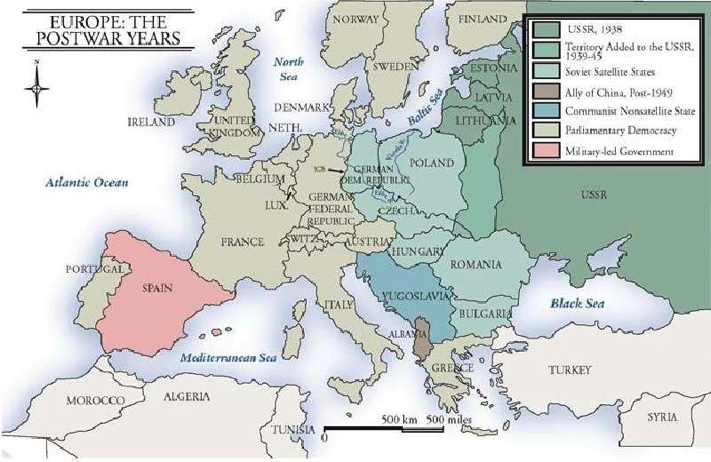 EUROPE: THE
POSTWAR YEARS
N
USSR, 1938
Territory Added to the USSR,
1939-45
Soviet Satellite States
Ally of China, Post-1949
Communist Nonsatellite State
Parliamentary Democracy
Military-led Government
NORWAY
FINLAND
SWEDEN
North
Sea
ESTONIA
LATVIA
LITHUANIA
Baltic Sea
DENMARK
IRELAND
UNITED
KINGDOM
NETH.
POLAND
GERMAN
DEM. REPUBLIC
USSR
Atlantic Ocean
BELGIUM
LUX.
GERMAN
FEDERAL
REPUBLIC
CZECH.
FRANCE
SWITZ.
AUSTRIA
HUNGARY
ROMANIA
PORTUGAL
SPAIN
ITALY
YUGOSLAVIA
BULGARIA
Black Sea
ALBANIA
GREECE
Mediterranean Sea
TURKEY
MOROCCO
ALGERIA
TUNISIA
SYRIA
0
500 km
500 miles